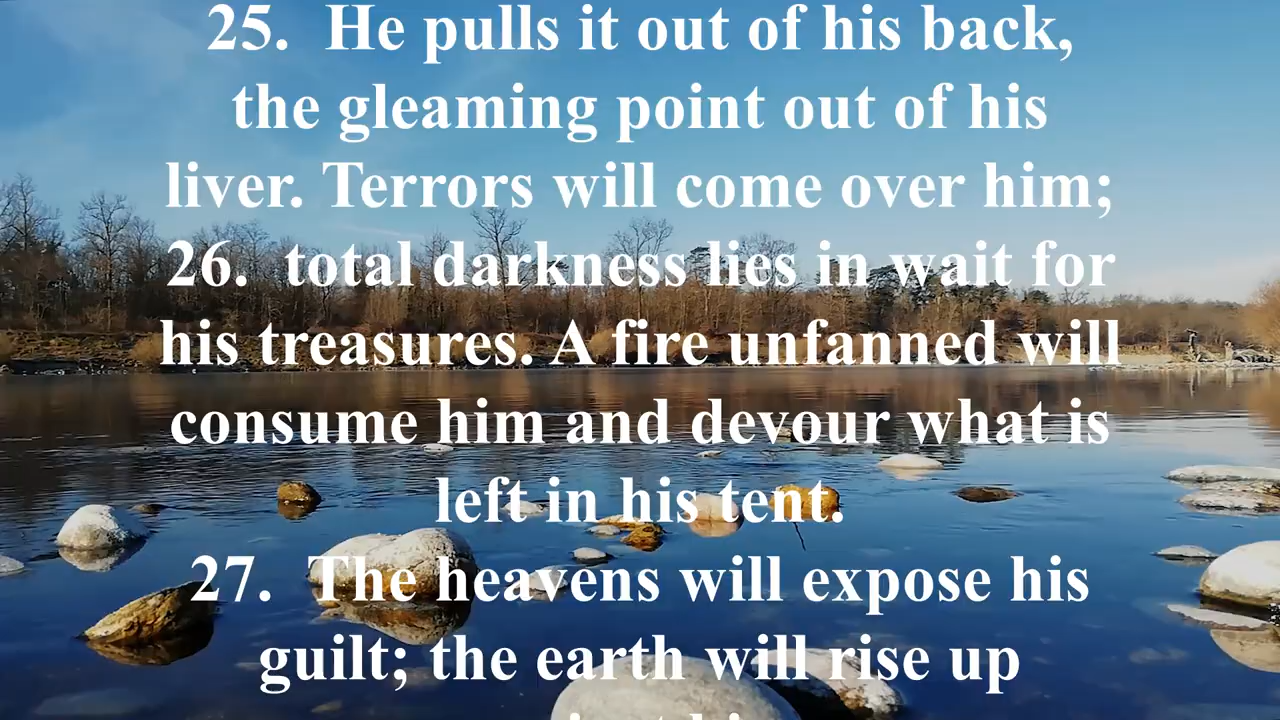 25.  He pulls it out of his back,
the gleaming point out of his
liver. Terrors will come over him;
26.  total darkness lies in wait for
his treasures. A fire unfanned will
consume him and devour what is
left in his tent.
27.  The heavens will expose his
guilt; the earth will rise up